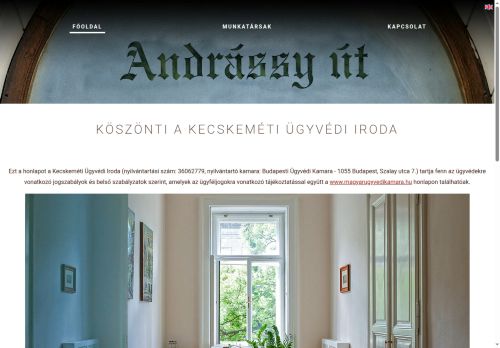 FŐOLDAL MUNKATÁRSAK KAPCSOLAT
Andrássy út
KÖSZÖNTI A KECSKEMÉTI ÜGYVÉDI IRODA
Ezt a honlapot a Kecskeméti Ügyvédi Iroda (nyilvántartási szám: 36062779, nyilvántartó kamara: Budapesti Ügyvédi Kamara - 1055 Budapest, Szalay utca 7.) tartja fenn az ügyvédekre
vonatkozó jogszabályok és belső szabályzatok szerint, amelyek az ügyféljogokra vonatkozó tájékoztatással együtt a www.magyarugyvedikamara.hu honlapon találhatóak.